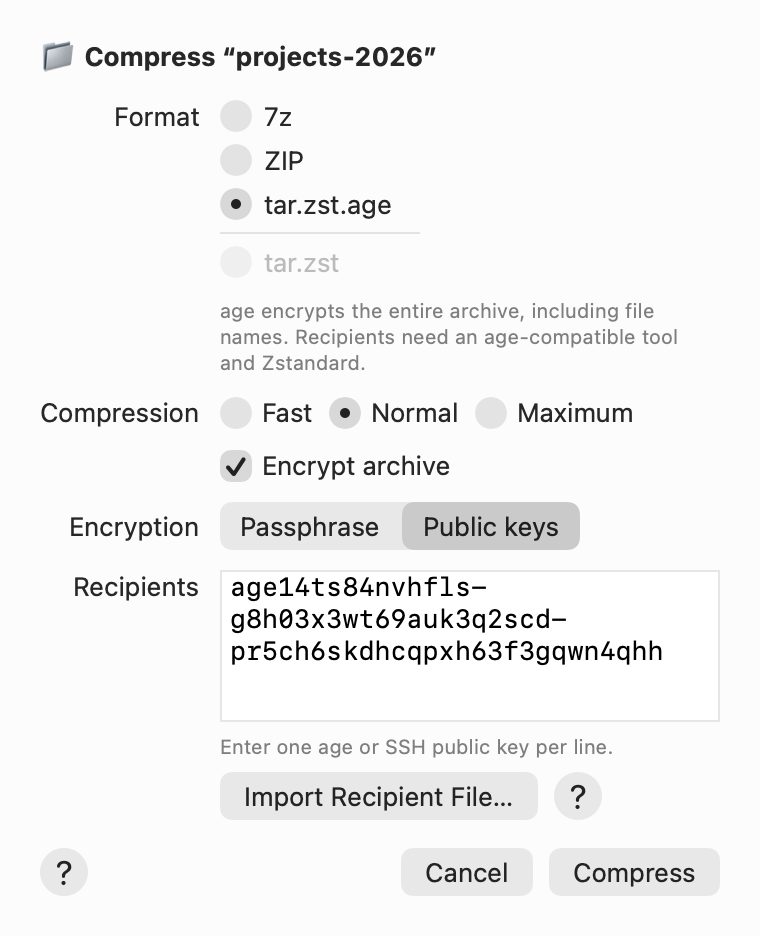 Compress “projects-2026”
Format
7z
ZIP
tar.zst.age
tar.zst
age encrypts the entire archive, including file
names. Recipients need an age-compatible tool
and Zstandard.
Compression
Fast
Normal
Maximum
Encrypt archive
Encryption
Passphrase
Public keys
Recipients
age14ts84nvhfls-
g8h03x3wt69auk3q2scd-
pr5ch6skdhcqpxh63f3gqwn4qhh
Enter one age or SSH public key per line.
Import Recipient File...
?
?
Cancel
Compress